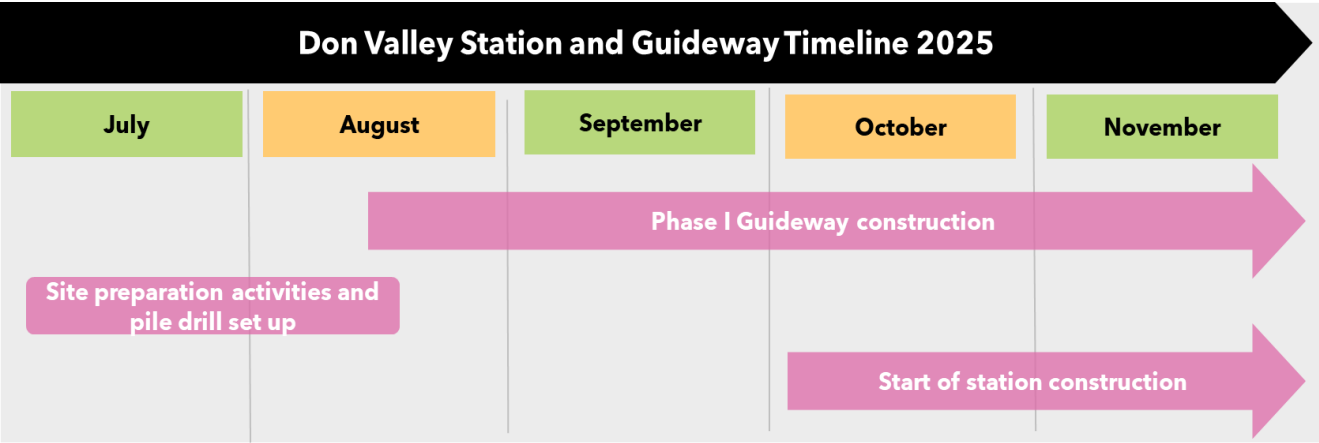 Don Valley Station and Guideway Timeline 2025
July
August
September
October
November
Phase I Guideway construction
Site preparation activities and
pile drill set up
Start of station construction